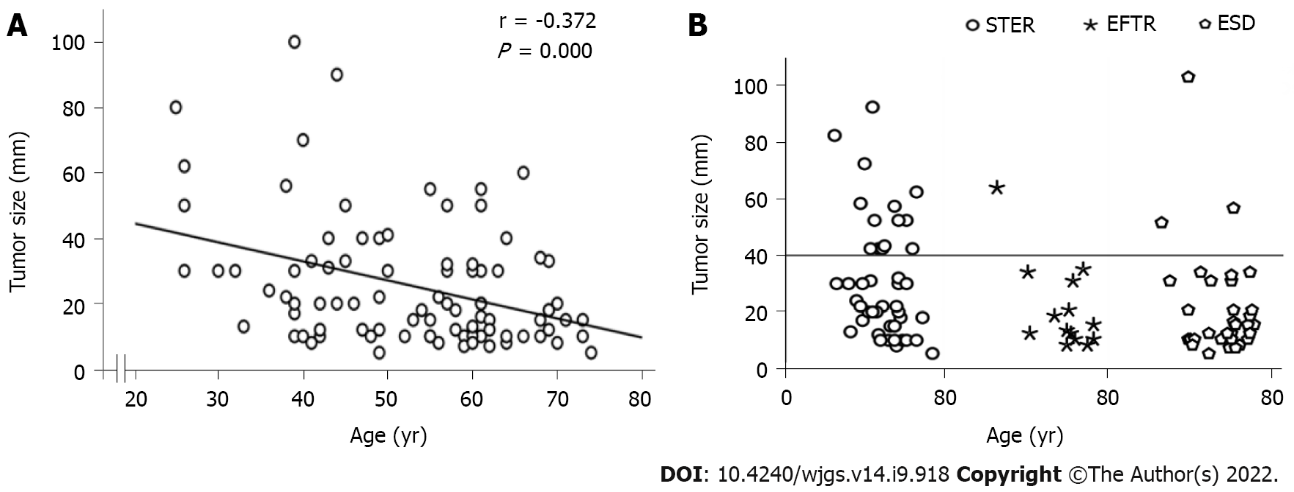 A
r = -0.372
P = 0.000
Tumor size (mm)
100
80
60
40
20
0
20 30 40 50 60 70 80
Age (yr)
B
STER EFTR ESD
Tumor size (mm)
100
80
60
40
20
0
0 80 80 80
Age (yr)
DOI: 10.4240/wjgs.v14.i9.918 Copyright ©The Author(s) 2022.